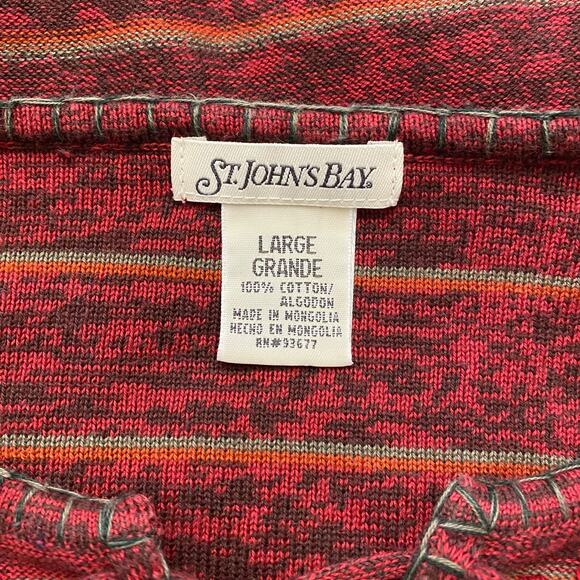 ST. JOHN'S BAY.
LARGE
GRANDE
100% COTTON/
ALGODON
MADE IN MONGOLIA
HECHO EN MONGOLIA
RN#93677